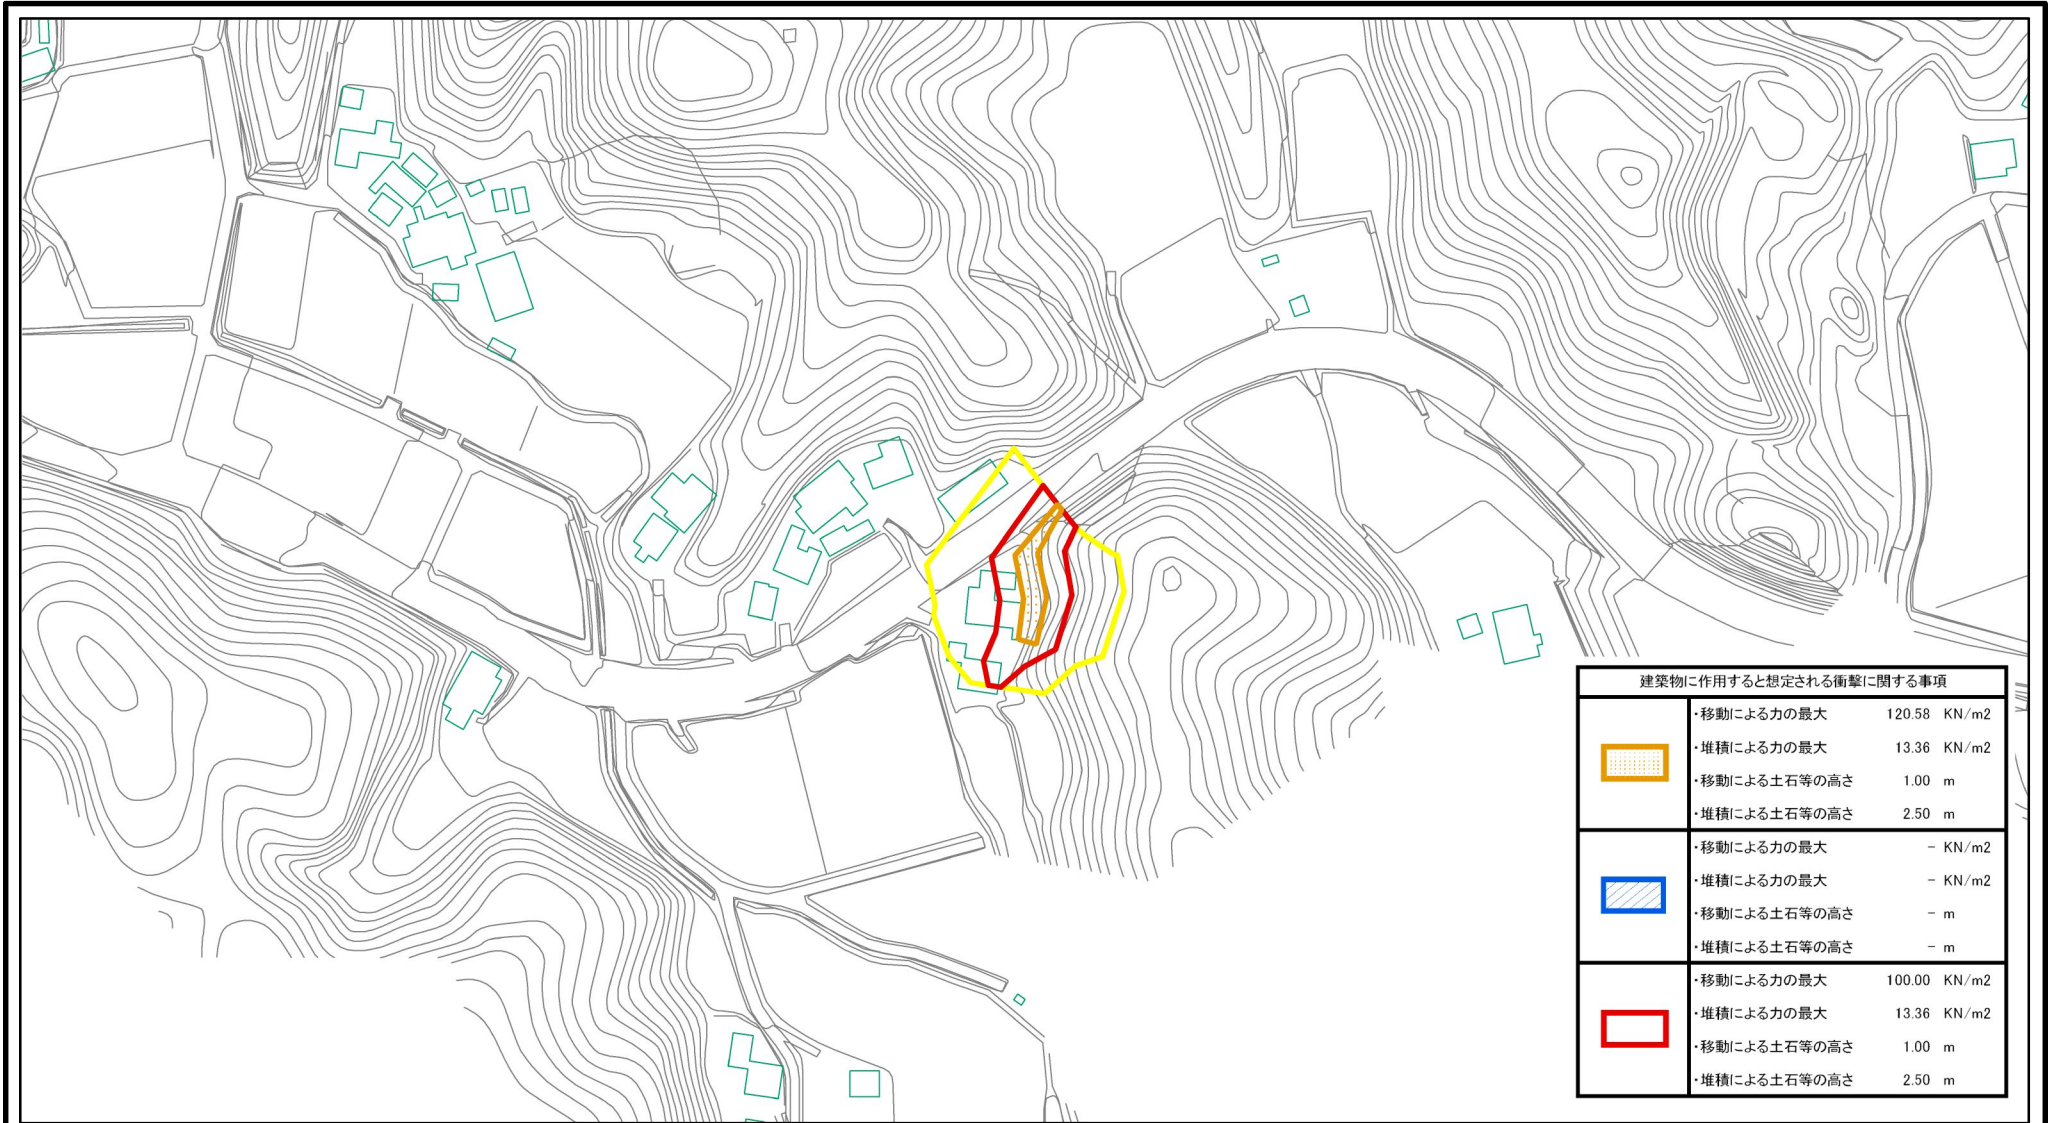 建築物に作用すると想定される衝撃に関する事項
・移動による力の最大 120.58 KN/m2
・堆積による力の最大 13.36 KN/m2
・移動による土石等の高さ 1.00 m
・堆積による土石等の高さ 2.50 m
・移動による力の最大 - KN/m2
・堆積による力の最大 - KN/m2
・移動による土石等の高さ - m
・堆積による土石等の高さ - m
・移動による力の最大 100.00 KN/m2
・堆積による力の最大 13.36 KN/m2
・移動による土石等の高さ 1.00 m
・堆積による土石等の高さ 2.50 m